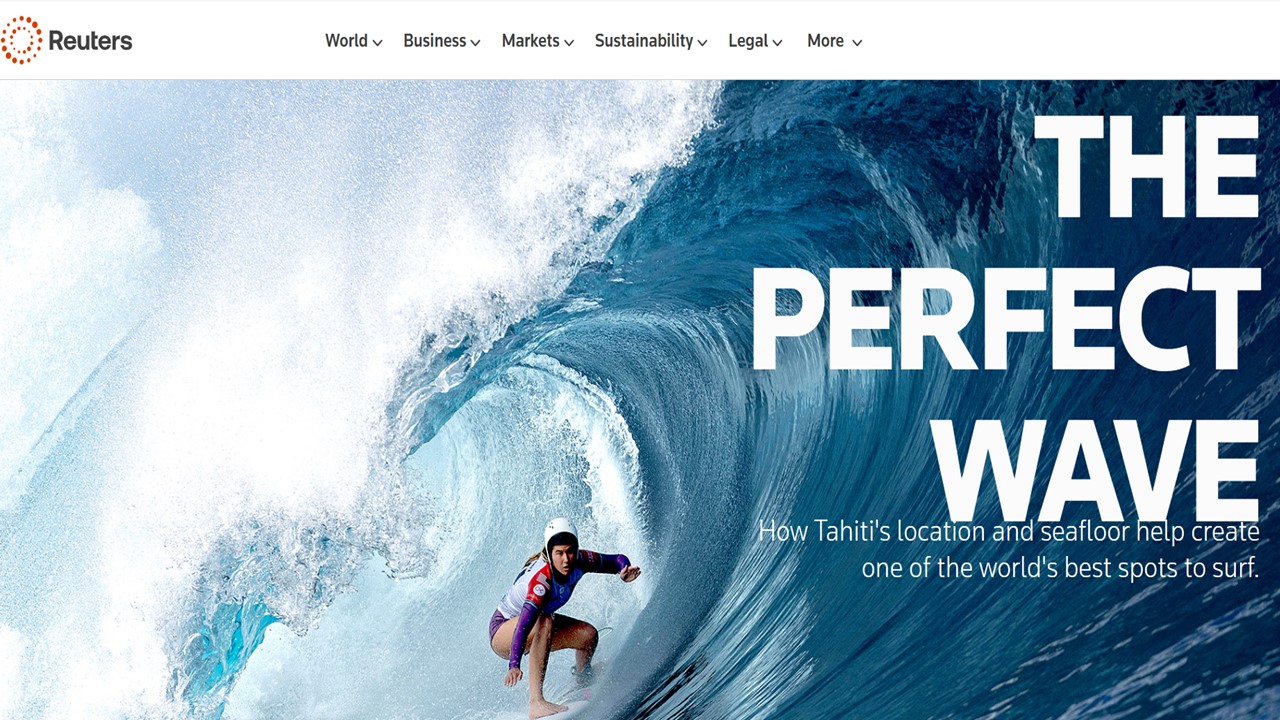 Reuters
World Business Markets Sustainability Legal More
THE
PERFECT
WAVE
How Tahiti's location and seafloor help create
one of the world's best spots to surf.